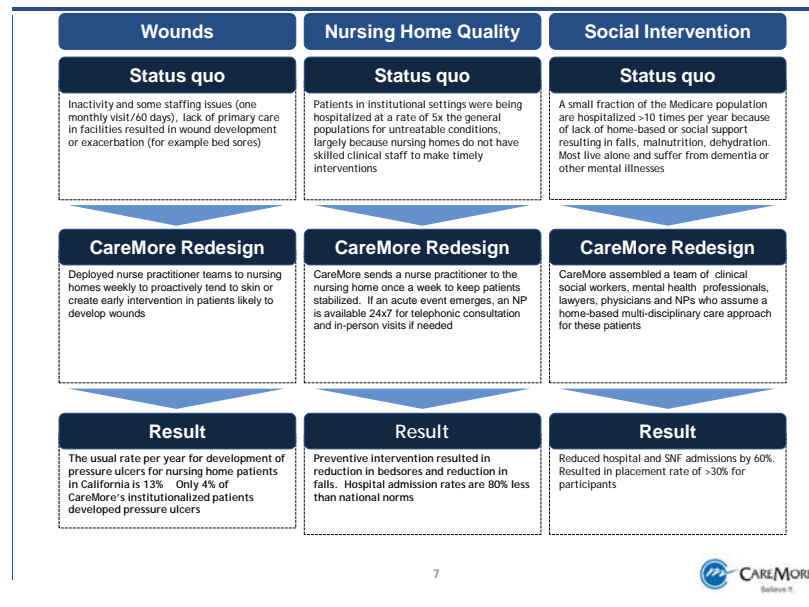 Wounds
Status quo
Inactivity and some staffing issues (one
monthly visit/60 days), lack of primary care
in facilities resulted in wound development
or exacerbation (for example bed sores)
CareMore Redesign
Deployed nurse practitioner teams to nursing
homes weekly to proactively tend to skin or
create early intervention in patients likely to
develop wounds
Result
The usual rate per year for development of
pressure ulcers for nursing home patients
in California is 13%   Only 4% of
CareMore's institutionalized patients
developed pressure ulcers
Nursing Home Quality
Status quo
Patients in institutional settings were being
hospitalized at a rate of 5x the general
populations for untreatable conditions,
largely because nursing homes do not have
skilled clinical staff to make timely
interventions
CareMore Redesign
CareMore sends a nurse practitioner to the
nursing home once a week to keep patients
stabilized.  If an acute event emerges, an NP
is available 24x7 for telephonic consultation
and in-person visits if needed
Result
Preventive intervention resulted in
reduction in bedsores and reduction in
falls.  Hospital admission rates are 80% less
than national norms
Social Intervention
Status quo
A small fraction of the Medicare population
are hospitalized >10 times per year because
of lack of home-based or social support
resulting in falls, malnutrition, dehydration.
Most live alone and suffer from dementia or
other mental illnesses
CareMore Redesign
CareMore assembled a team of  clinical
social workers, mental health  professionals,
lawyers, physicians and NPs who assume a
home-based multi-disciplinary care approach
for these patients
Result
Reduced hospital and SNF admissions by 60%.
Resulted in placement rate of >30% for
participants
7
CAREMORE
Believe It.